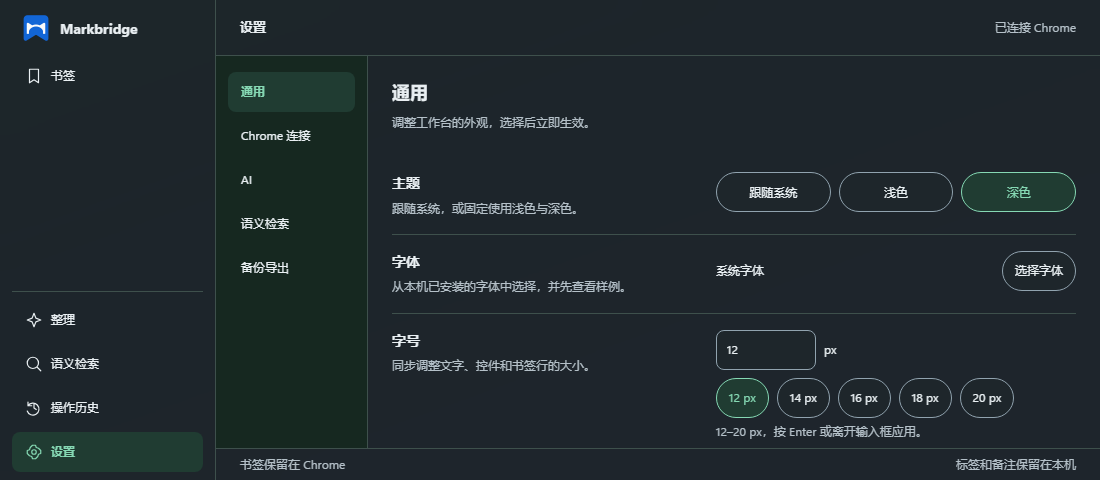 Markbridge
书签
整理
语义检索
操作历史
设置
设置
已连接 Chrome
通用
Chrome 连接
AI
语义检索
备份导出
通用
调整工作台的外观，选择后立即生效。
主题
跟随系统，或固定使用浅色与深色。
跟随系统
浅色
深色
字体
从本机已安装的字体中选择，并先查看样例。
系统字体
选择字体
字号
同步调整文字、控件和书签行的大小。
12
px
12 px
14 px
16 px
18 px
20 px
12–20 px，按 Enter 或离开输入框应用。
书签保留在 Chrome
标签和备注保留在本机